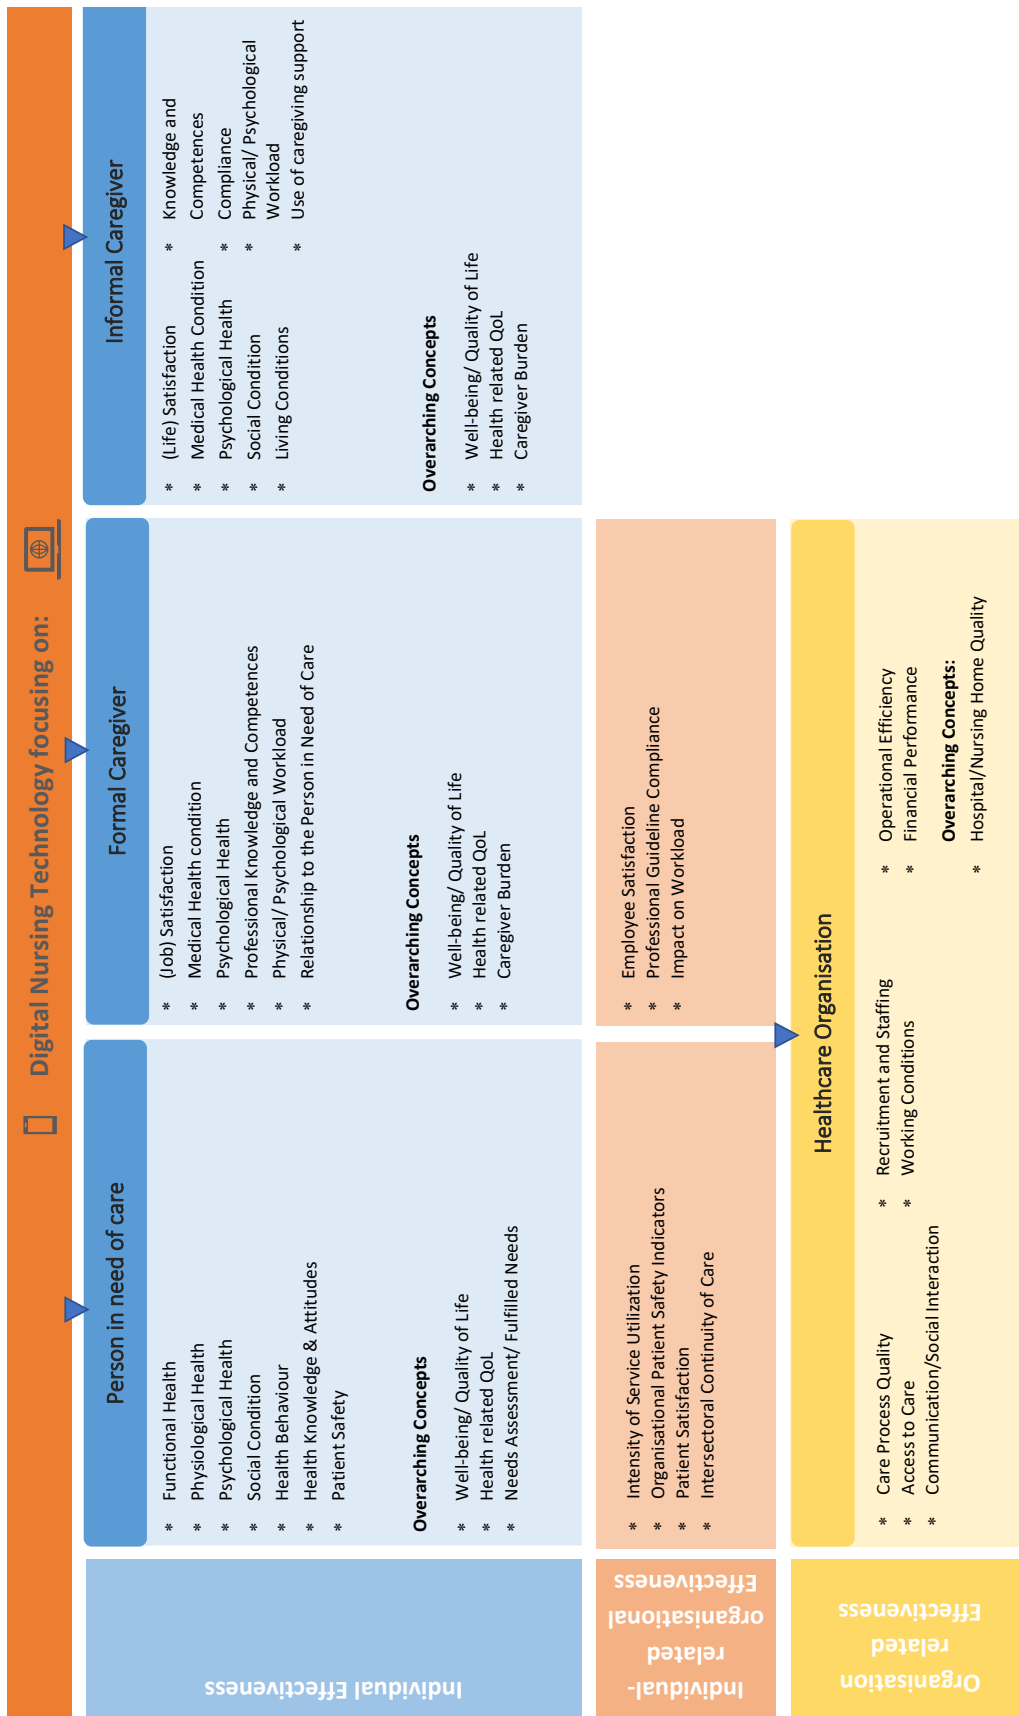 Digital Nursing Technology focusing on:
Individual Effectiveness
Person in need of care
* Functional Health
* Physiological Health
* Psychological Health
* Social Condition
* Health Behaviour
* Health Knowledge & Attitudes
* Patient Safety
Overarching Concepts
* Well-being/ Quality of Life
* Health related QoL
* Needs Assessment/ Fulfilled Needs
Formal Caregiver
* (Job) Satisfaction
* Medical Health condition
* Psychological Health
* Professional Knowledge and Competences
* Physical/ Psychological Workload
* Relationship to the Person in Need of Care
Overarching Concepts
* Well-being/ Quality of Life
* Health related QoL
* Caregiver Burden
Informal Caregiver
* (Life) Satisfaction
* Medical Health Condition
* Psychological Health
* Social Condition
* Living Conditions
* Knowledge and
Competences
* Compliance
* Physical/ Psychological
Workload
* Use of caregiving support
Overarching Concepts
* Well-being/ Quality of Life
* Health related QoL
* Caregiver Burden
Individual-
related
organisational
Effectiveness
* Intensity of Service Utilization
* Organisational Patient Safety Indicators
* Patient Satisfaction
* Intersectoral Continuity of Care
* Employee Satisfaction
* Professional Guideline Compliance
* Impact on Workload
Organisation
related
Effectiveness
Healthcare Organisation
* Care Process Quality
* Access to Care
* Communication/Social Interaction
* Recruitment and Staffing
* Working Conditions
* Operational Efficiency
* Financial Performance
Overarching Concepts:
* Hospital/Nursing Home Quality